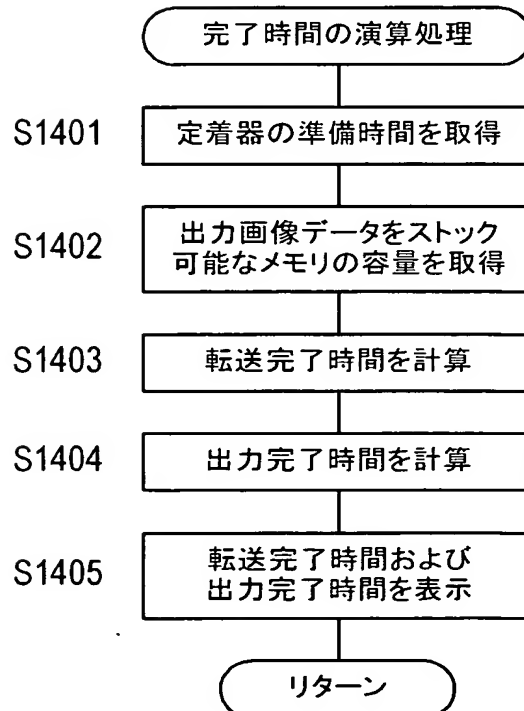 完了時間の演算処理
S1401
定着器の準備時間を取得
S1402
出力画像データをストック
可能なメモリの容量を取得
S1403
転送完了時間を計算
S1404
出力完了時間を計算
S1405
転送完了時間および
出力完了時間を表示
リターン